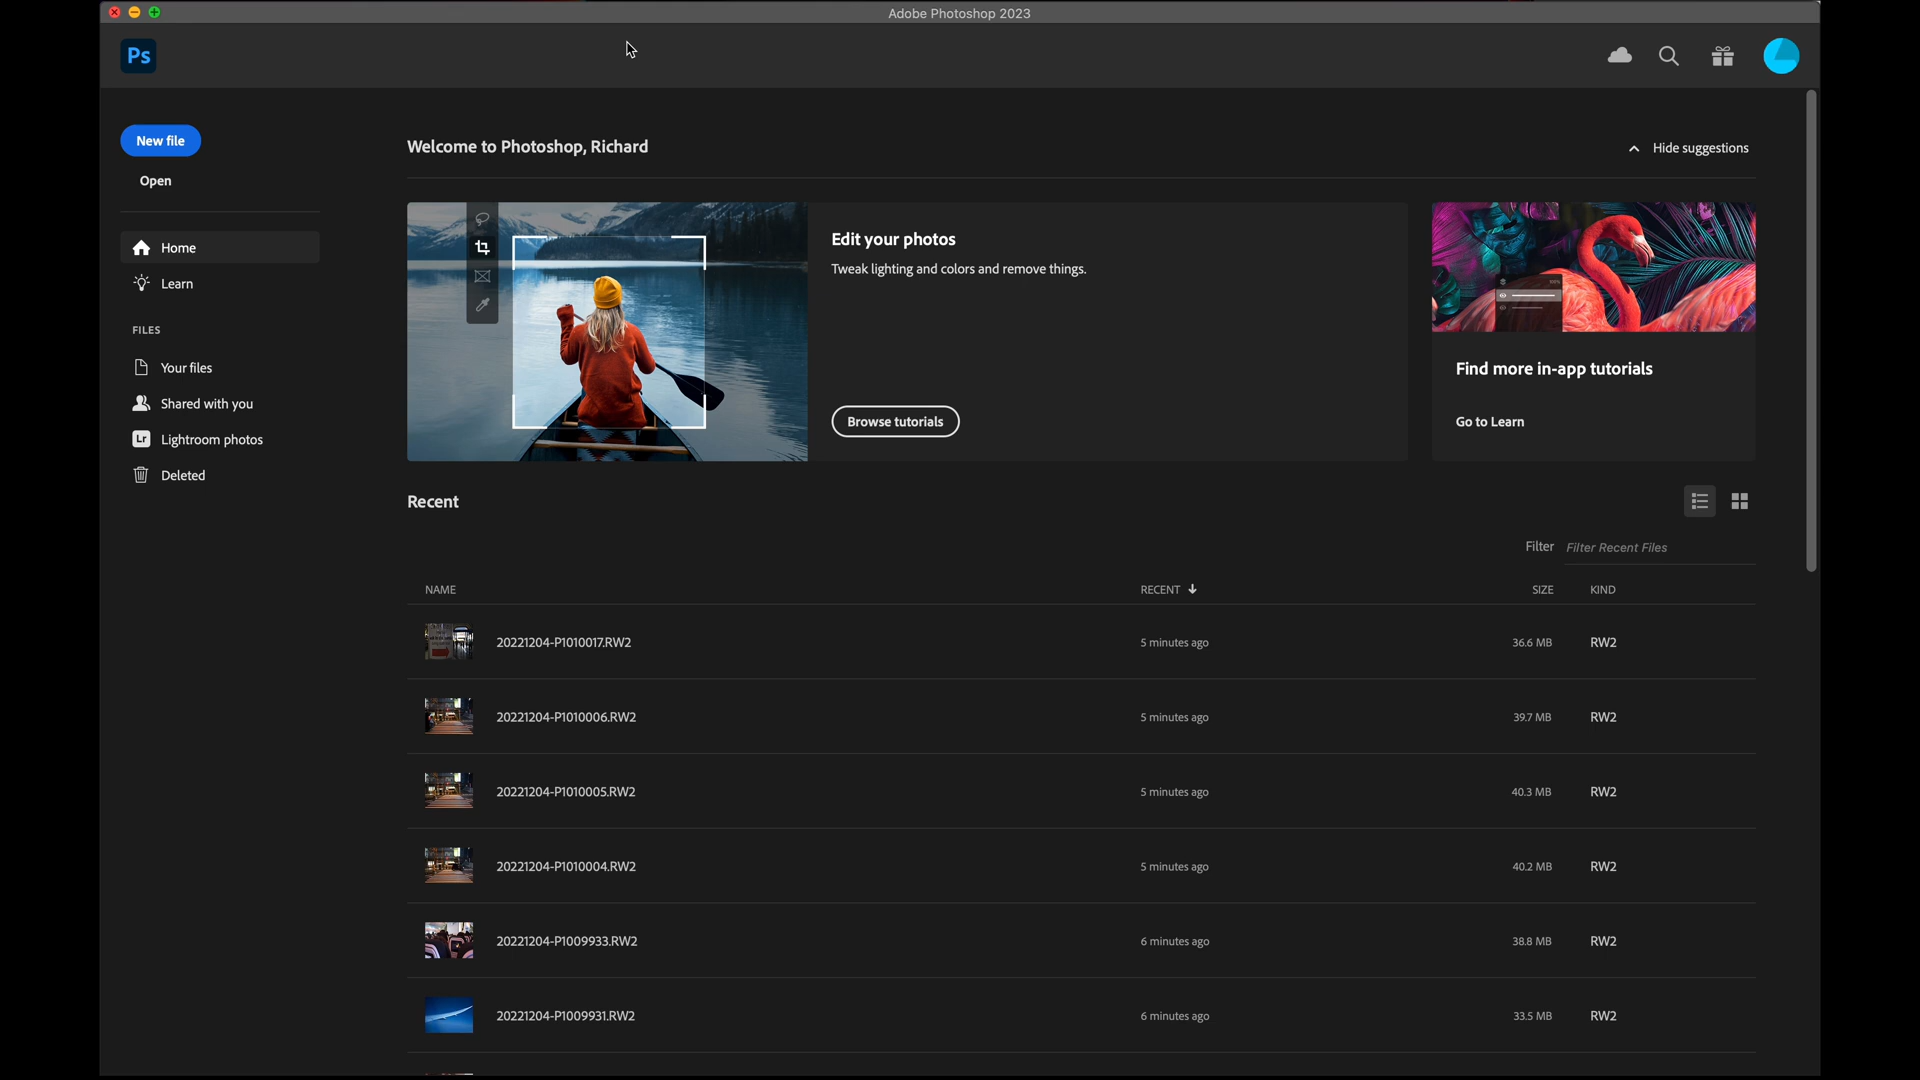 Adobe Photoshop 2023
Ps
New file
Open
Home
Learn
FILES
Your files
Shared with you
Lr Lightroom photos
Deleted
Welcome to Photoshop, Richard
Hide suggestions
Edit your photos
Tweak lighting and colors and remove things.
Browse tutorials
Find more in-app tutorials
Go to Learn
Recent
Filter Filter Recent Files
NAME RECENT SIZE KIND
20221204-P1010017.RW2 5 minutes ago 36.6 MB RW2
20221204-P1010006.RW2 5 minutes ago 39.7 MB RW2
20221204-P1010005.RW2 5 minutes ago 40.3 MB RW2
20221204-P1010004.RW2 5 minutes ago 40.2 MB RW2
20221204-P1009933.RW2 6 minutes ago 38.8 MB RW2
20221204-P1009931.RW2 6 minutes ago 33.5 MB RW2